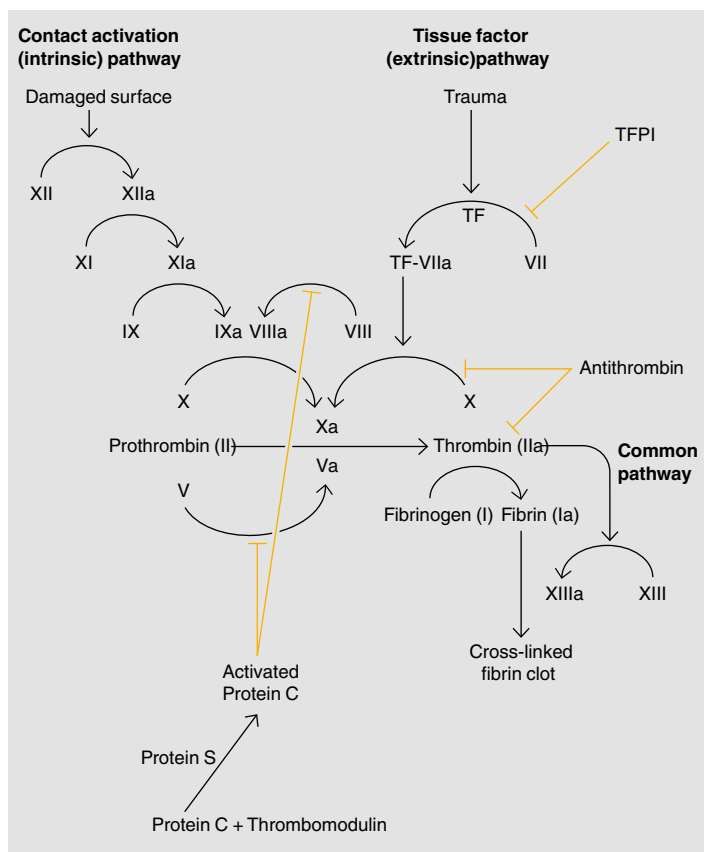 Contact activation
(intrinsic) pathway
Tissue factor
(extrinsic)pathway
Damaged surface
Trauma
TFPI
XII
XIIa
TF
XI
XIa
TF-VIIa
VII
IX
IXa
VIIIa
VIII
X
X
Antithrombin
Xa
Prothrombin (II)
Thrombin (IIa)
Common
pathway
Va
V
Fibrinogen (I)
Fibrin (Ia)
XIIIa
XIII
Cross-linked
fibrin clot
Activated
Protein C
Protein S
Protein C + Thrombomodulin